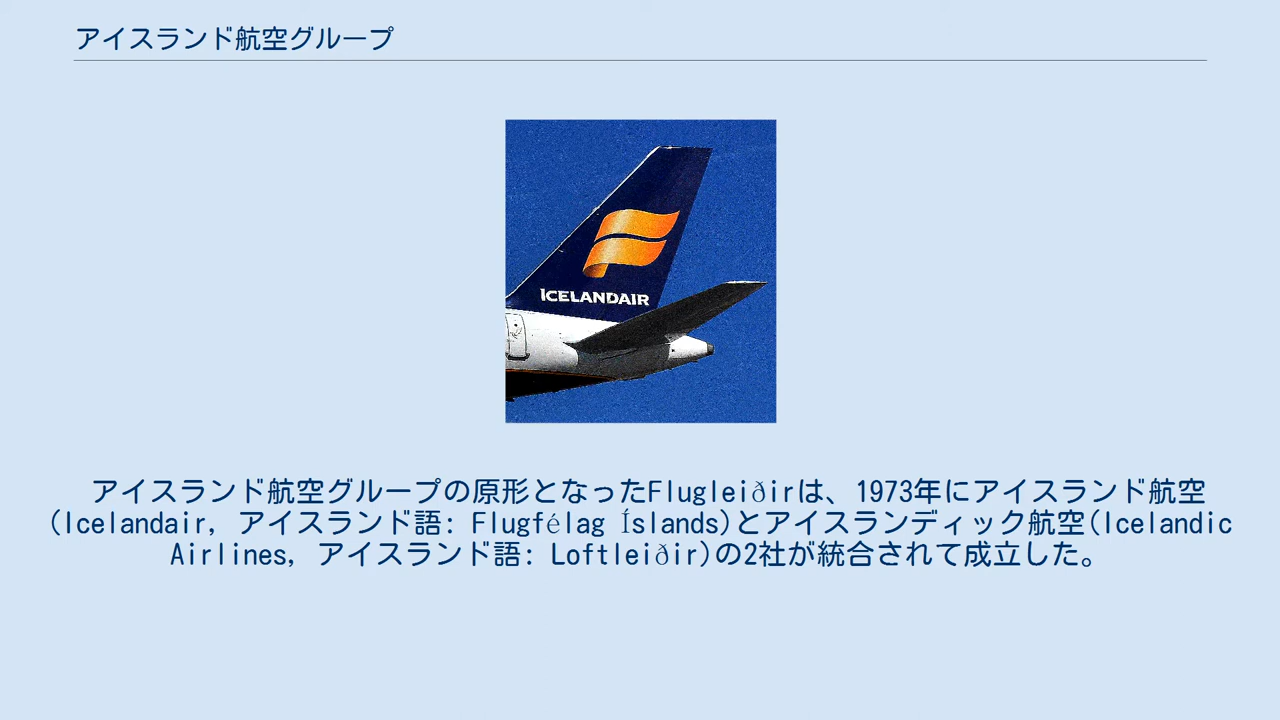 アイスランド航空グループ
ICELANDAIR
アイスランド航空グループの原形となったFlugleiðirは、1973年にアイスランド航空
(Icelandair, アイスランド語: Flugfélag Íslands)とアイスランディック航空(Icelandic
Airlines, アイスランド語: Loftleiðir)の2社が統合されて成立した。